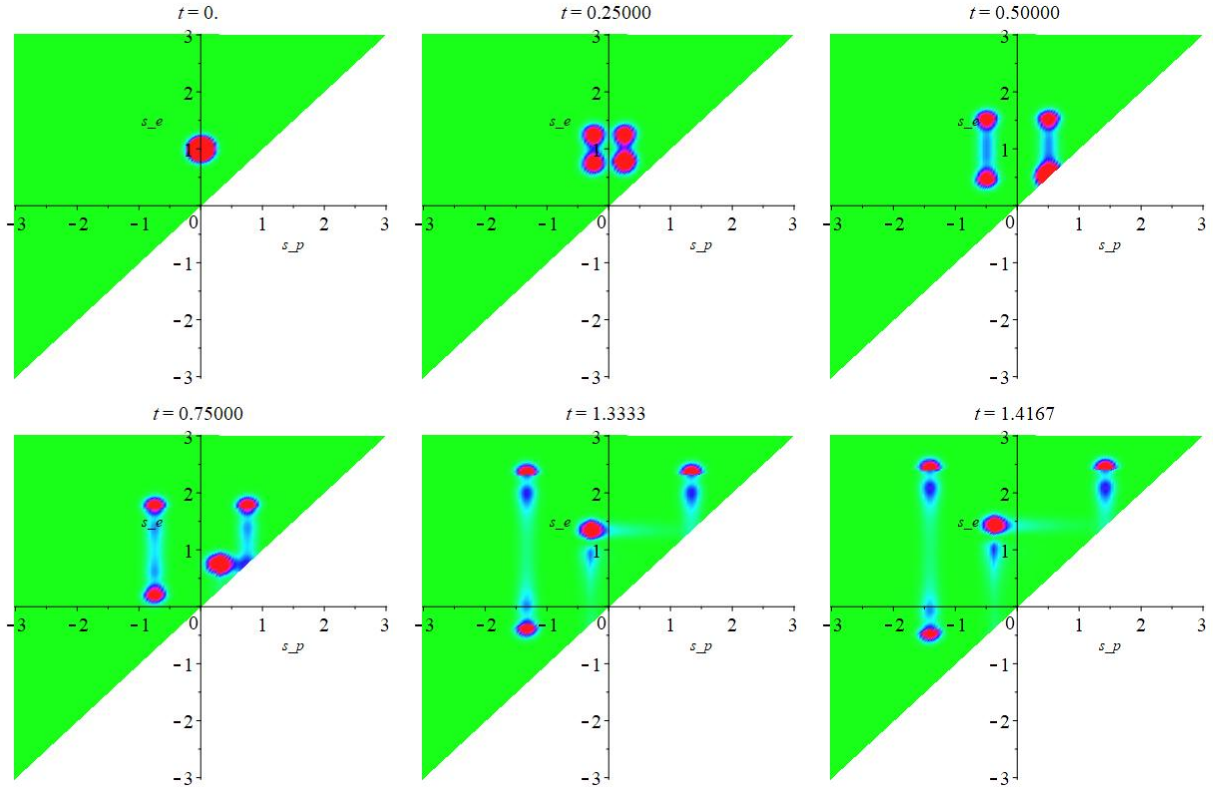 t = 0.
3
2
s_e
1
-3 -2 -1 0 1 2 3
s_p
-1
-2
-3
t = 0.25000
3
2
s_e
1
-3 -2 -1 0 1 2 3
s_p
-1
-2
-3
t = 0.50000
3
2
s_e
1
-3 -2 -1 0 1 2 3
s_p
-1
-2
-3
t = 0.75000
3
2
s_e
1
-3 -2 -1 0 1 2 3
s_p
-1
-2
-3
t = 1.3333
3
2
s_e
1
-3 -2 -1 0 1 2 3
s_p
-1
-2
-3
t = 1.4167
3
2
s_e
1
-3 -2 -1 0 1 2 3
s_p
-1
-2
-3